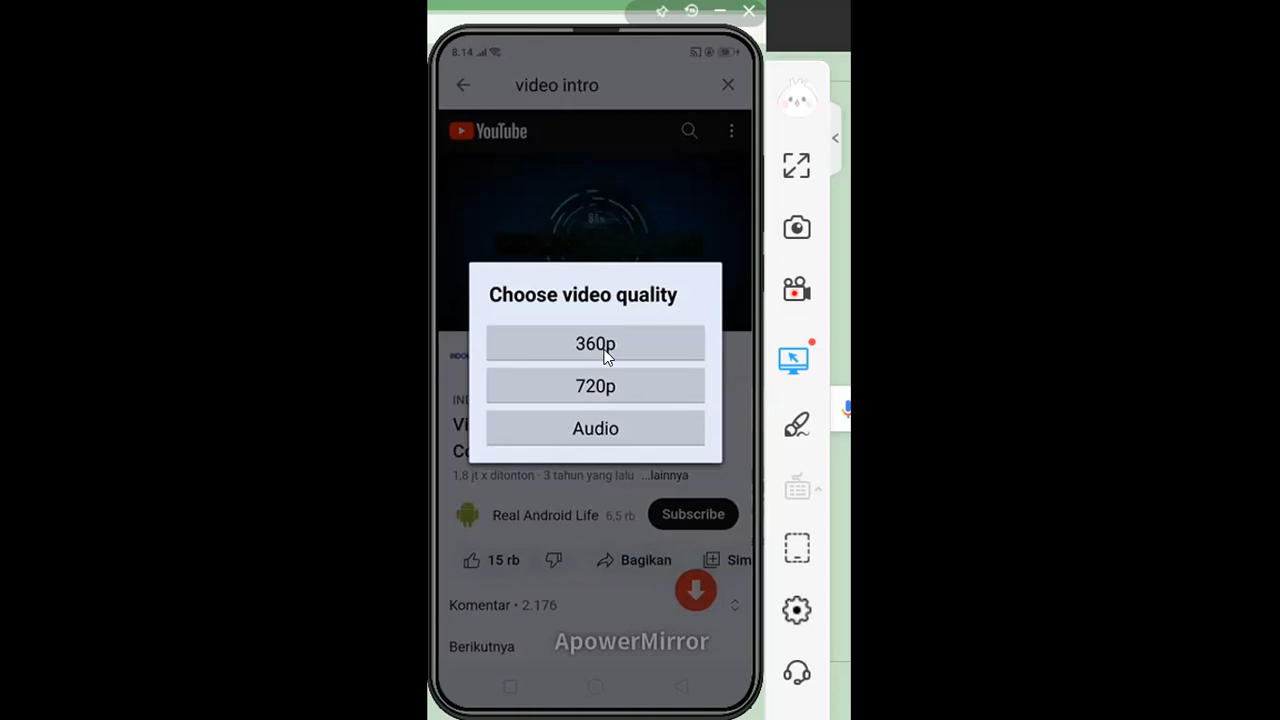 8.14
video intro
YouTube
Choose video quality
360p
720p
Audio
1,8 jt x ditonton · 3 tahun yang lalu ...lainnya
Real Android Life 6,5 rb Subscribe
15 rb Bagikan Sim
Komentar • 2.176
Berikutnya
ApowerMirror